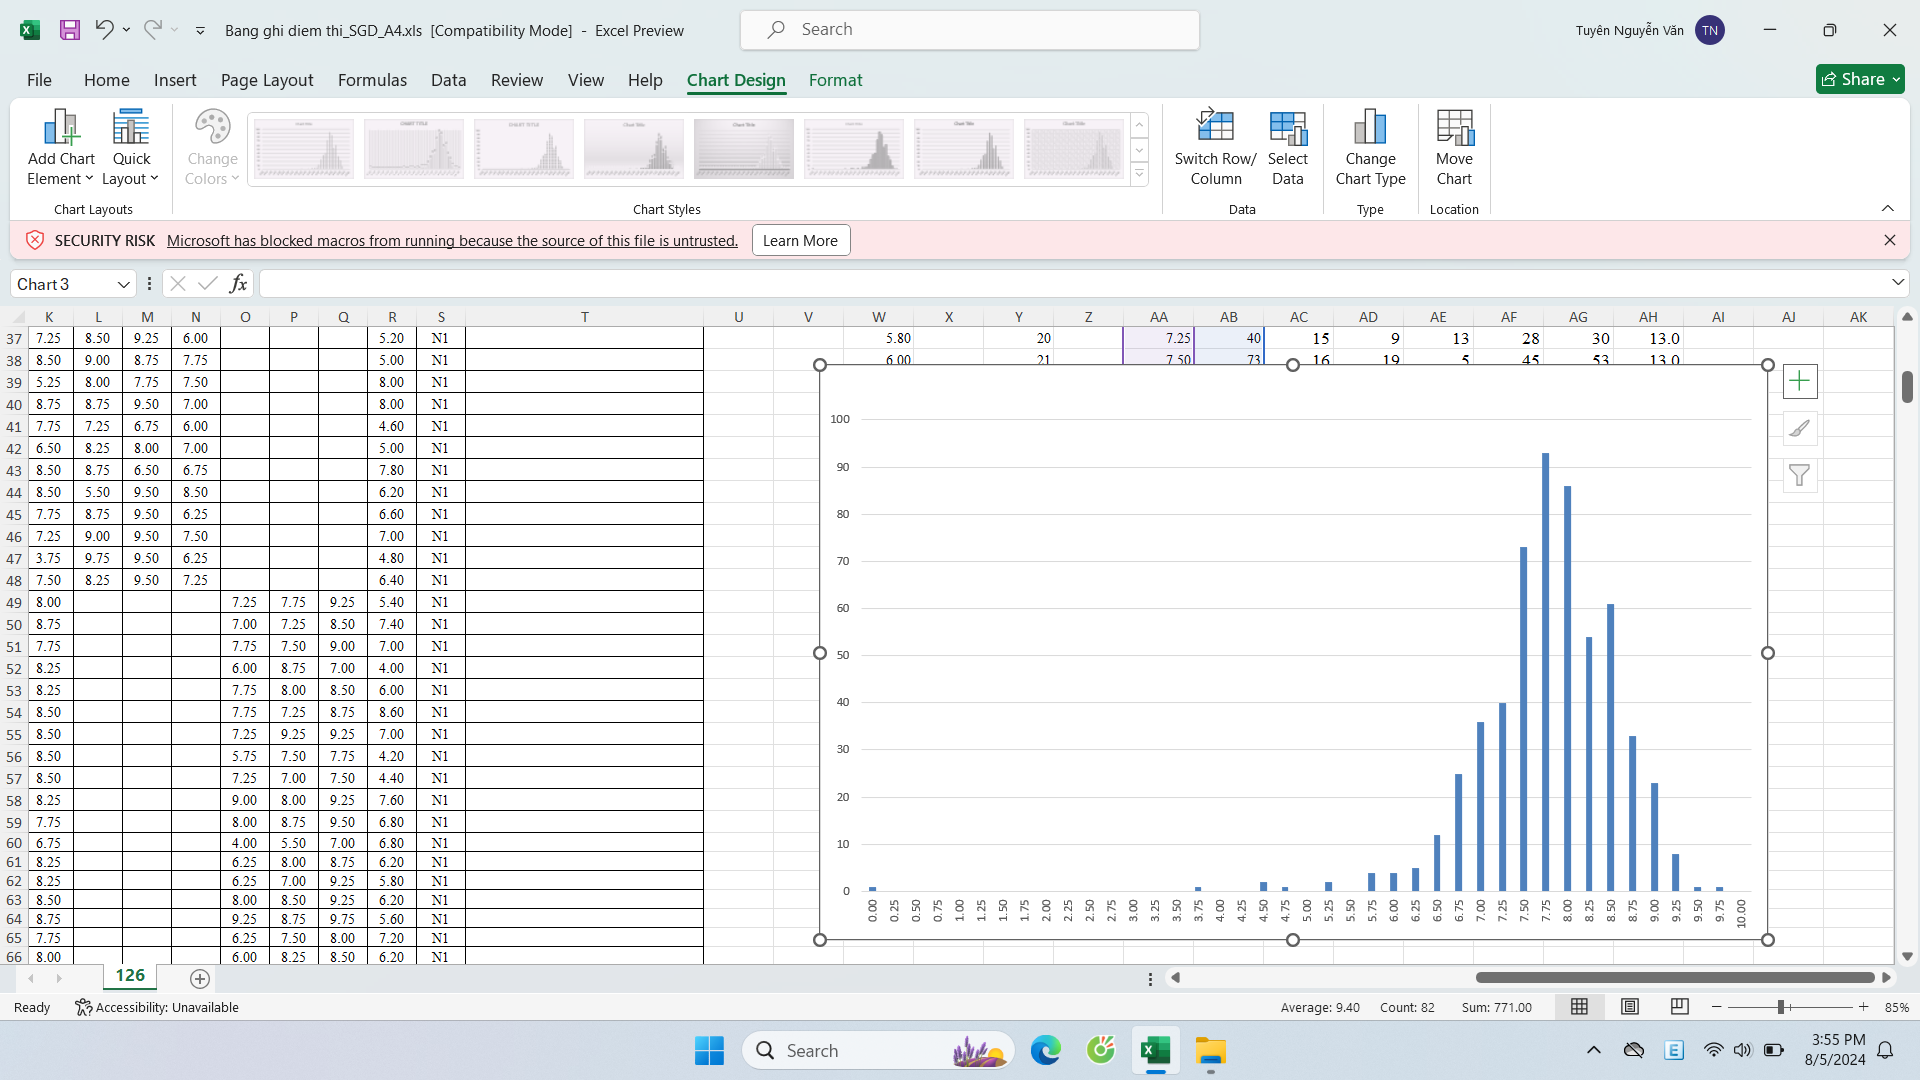 Bang ghi diem thi_SGD_A4.xls [Compatibility Mode] - Excel Preview
Search
Tuyên Nguyễn Văn TN
File Home Insert Page Layout Formulas Data Review View Help Chart Design Format
Share
Add Chart Element
Quick Layout
Change Colors
Switch Row/ Column
Select Data
Change Chart Type
Move Chart
Chart Layouts Chart Styles Data Type Location
SECURITY RISK Microsoft has blocked macros from running because the source of this file is untrusted. Learn More
Chart 3 fx
K L M N O P Q R S T U V W X Y Z AA AB AC AD AE AF AG AH AI AJ AK
37 7.25 8.50 9.25 6.00 5.20 N1 5.80 20 7.25 40 15 9 13 28 30 13.0
38 8.50 9.00 8.75 7.75 5.00 N1 6.00 21 7.50 73 16 19 5 45 53 13.0
39 5.25 8.00 7.75 7.50 8.00 N1
40 8.75 8.75 9.50 7.00 8.00 N1
41 7.75 7.25 6.75 6.00 4.60 N1
42 6.50 8.25 8.00 7.00 5.00 N1
43 8.50 8.75 6.50 6.75 7.80 N1
44 8.50 5.50 9.50 8.50 6.20 N1
45 7.75 8.75 9.50 6.25 6.60 N1
46 7.25 9.00 9.50 7.50 7.00 N1
47 3.75 9.75 9.50 6.25 4.80 N1
48 7.50 8.25 9.50 7.25 6.40 N1
49 8.00 7.25 7.75 9.25 5.40 N1
50 8.75 7.00 7.25 8.50 7.40 N1
51 7.75 7.75 7.50 9.00 7.00 N1
52 8.25 6.00 8.75 7.00 4.00 N1
53 8.25 7.75 8.00 8.50 6.00 N1
54 8.50 7.75 7.25 8.75 8.60 N1
55 8.50 7.25 9.25 9.25 7.00 N1
56 8.50 5.75 7.50 7.75 4.20 N1
57 8.50 7.25 7.00 7.50 4.40 N1
58 8.25 9.00 8.00 9.25 7.60 N1
59 7.75 8.00 8.75 9.50 6.80 N1
60 6.75 4.00 5.50 7.00 6.80 N1
61 8.25 6.25 8.00 8.75 6.20 N1
62 8.25 6.25 7.00 9.25 5.80 N1
63 8.50 8.00 8.50 9.25 6.20 N1
64 8.75 9.25 8.75 9.75 5.60 N1
65 7.75 6.25 7.50 8.00 7.20 N1
66 8.00 6.00 8.25 8.50 6.20 N1
100
90
80
70
60
50
40
30
20
10
0
0.00 0.25 0.50 0.75 1.00 1.25 1.50 1.75 2.00 2.25 2.50 2.75 3.00 3.25 3.50 3.75 4.00 4.25 4.50 4.75 5.00 5.25 5.50 5.75 6.00 6.25 6.50 6.75 7.00 7.25 7.50 7.75 8.00 8.25 8.50 8.75 9.00 9.25 9.50 9.75 10.00
126
Ready Accessibility: Unavailable Average: 9.40 Count: 82 Sum: 771.00 85%
Search
3:55 PM
8/5/2024